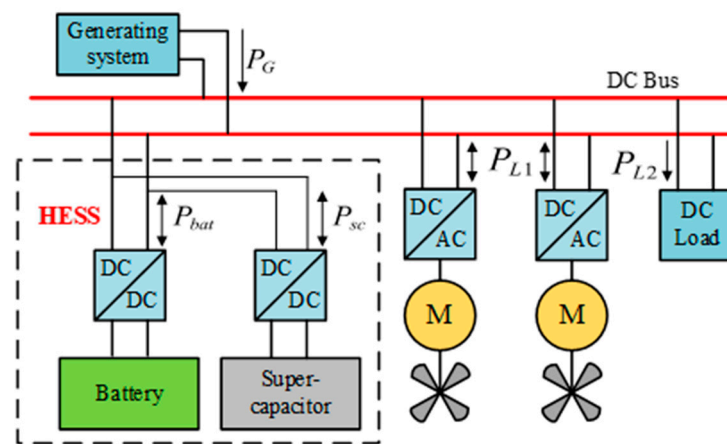 Generating
system
P_G
DC Bus
HESS
P_bat
P_sc
P_L1
P_L2
DC
DC
DC
DC
DC
AC
DC
AC
DC
Load
M
M
Battery
Super-
capacitor